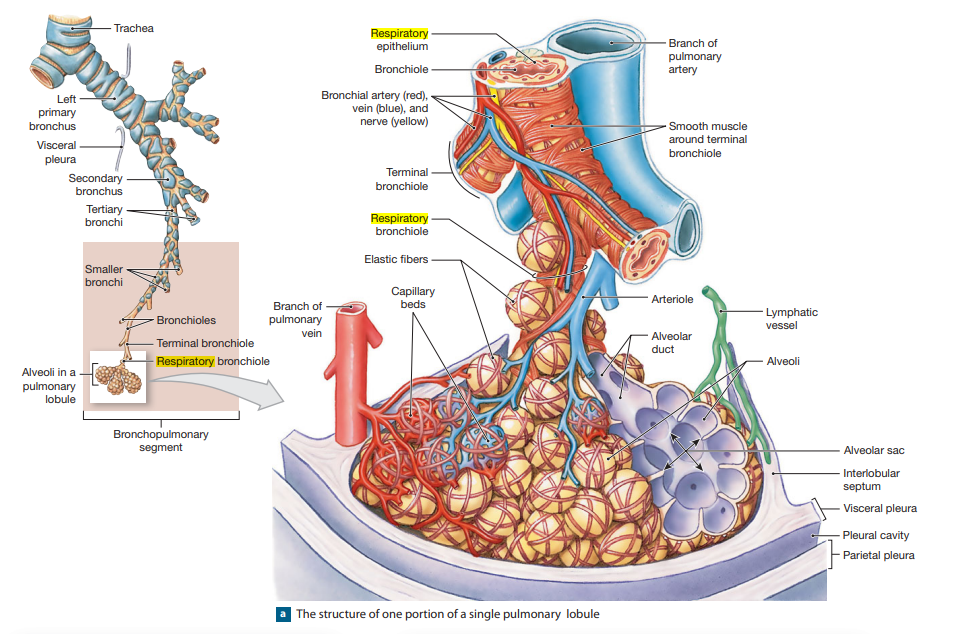 Trachea
Left
primary
bronchus
Visceral
pleura
Secondary
bronchus
Tertiary
bronchi
Smaller
bronchi
Bronchioles
Terminal bronchiole
Respiratory bronchiole
Alveoli in a
pulmonary
lobule
Bronchopulmonary
segment
Respiratory
epithelium
Bronchiole
Bronchial artery (red),
vein (blue), and
nerve (yellow)
Terminal
bronchiole
Respiratory
bronchiole
Elastic fibers
Capillary
beds
Branch of
pulmonary
vein
Branch of
pulmonary
artery
Smooth muscle
around terminal
bronchiole
Arteriole
Lymphatic
vessel
Alveolar
duct
Alveoli
Alveolar sac
Interlobular
septum
Visceral pleura
Pleural cavity
Parietal pleura
a The structure of one portion of a single pulmonary lobule